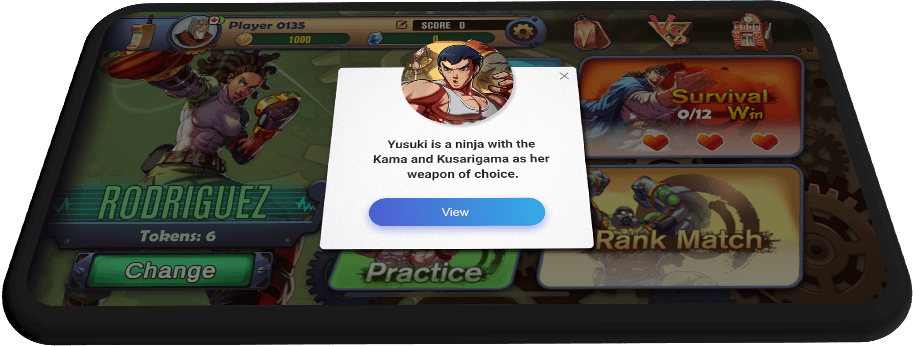 Player 0135
SCORE 0
1000
0
VS
Survival
0/12 Win
Yusuki is a ninja with the
Kama and Kusarigama as her
weapon of choice.
View
RODRIGUEZ
Tokens: 6
Change
Practice
Rank Match